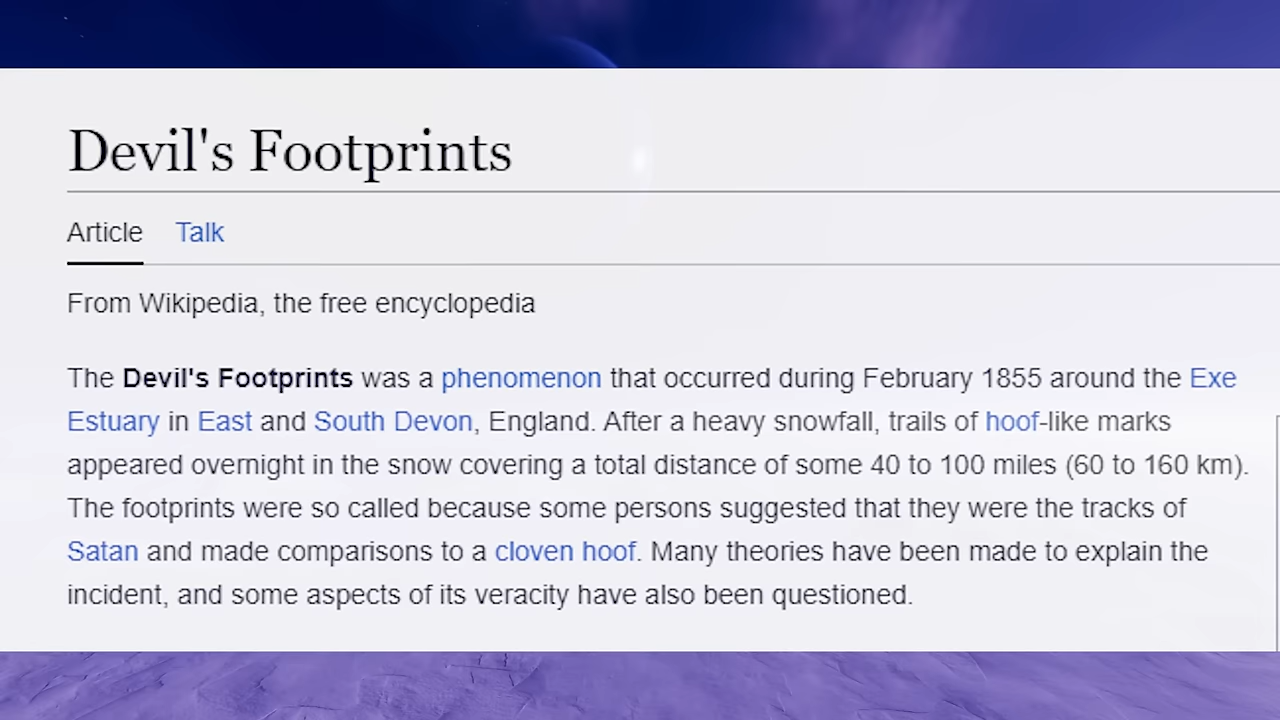 Devil's Footprints
Article Talk
From Wikipedia, the free encyclopedia
The Devil's Footprints was a phenomenon that occurred during February 1855 around the Exe
Estuary in East and South Devon, England. After a heavy snowfall, trails of hoof-like marks
appeared overnight in the snow covering a total distance of some 40 to 100 miles (60 to 160 km).
The footprints were so called because some persons suggested that they were the tracks of
Satan and made comparisons to a cloven hoof. Many theories have been made to explain the
incident, and some aspects of its veracity have also been questioned.